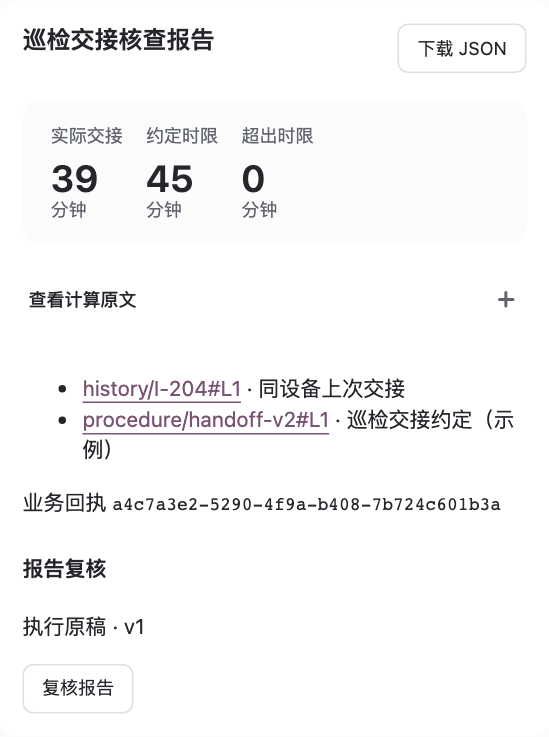 巡检交接核查报告
下载 JSON
实际交接 约定时限 超出时限
39 45 0
分钟 分钟 分钟
查看计算原文
history/I-204#L1 · 同设备上次交接
procedure/handoff-v2#L1 · 巡检交接约定（示
例）
业务回执 a4c7a3e2-5290-4f9a-b408-7b724c601b3a
报告复核
执行原稿 · v1
复核报告